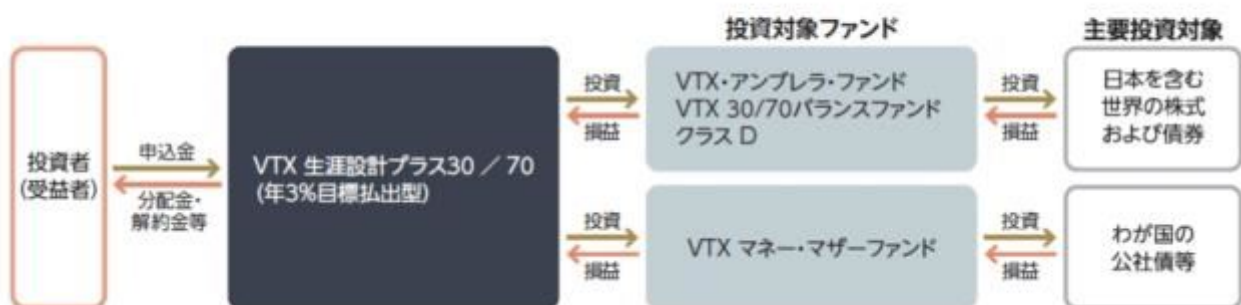 投資対象ファンド
主要投資対象
投資者
(受益者)
申込金
分配金・
解約金等
VTX 生涯設計プラス30 / 70
(年3%目標払出型)
投資
損益
VTX・アンブレラ・ファンド
VTX 30/70バランスファンド
クラス D
投資
損益
日本を含む
世界の株式
および債券
投資
損益
VTX マネー・マザーファンド
投資
損益
わが国の
公社債等